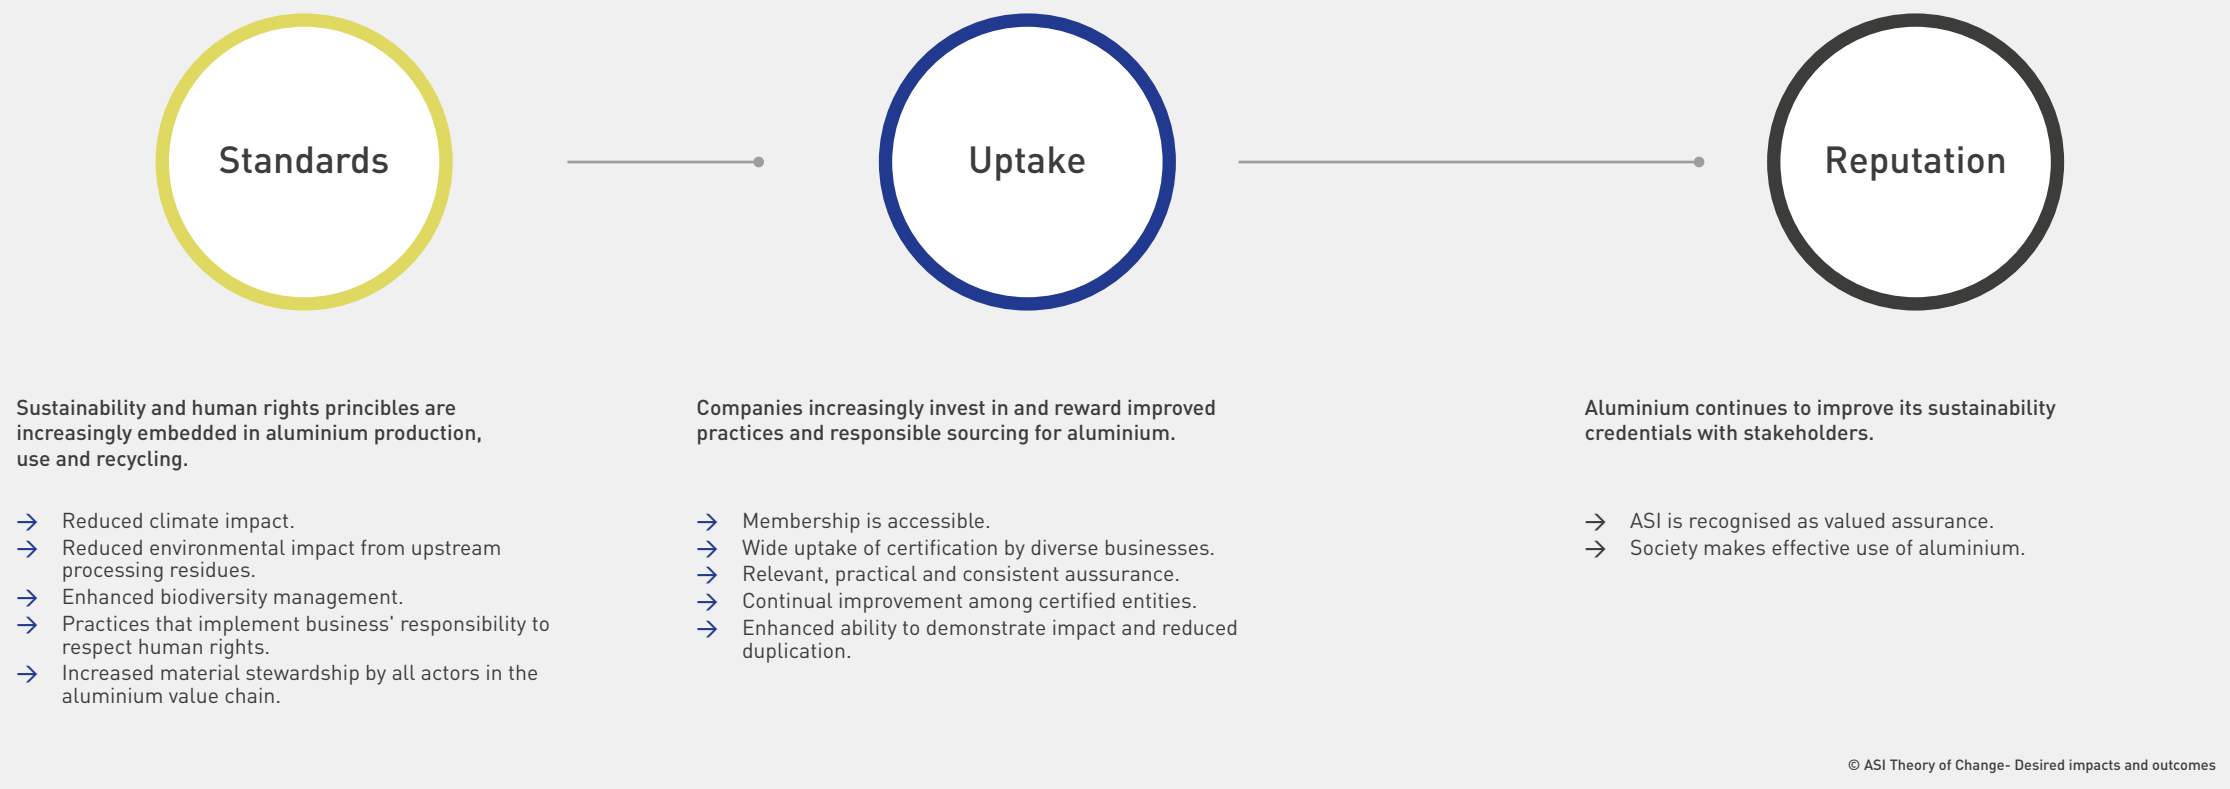 Standards
Uptake
Reputation
Sustainability and human rights princibles are
increasingly embedded in aluminium production,
use and recycling.
→ Reduced climate impact.
→ Reduced environmental impact from upstream
processing residues.
→ Enhanced biodiversity management.
→ Practices that implement business' responsibility to
respect human rights.
→ Increased material stewardship by all actors in the
aluminium value chain.
Companies increasingly invest in and reward improved
practices and responsible sourcing for aluminium.
→ Membership is accessible.
→ Wide uptake of certification by diverse businesses.
→ Relevant, practical and consistent aussurance.
→ Continual improvement among certified entities.
→ Enhanced ability to demonstrate impact and reduced
duplication.
Aluminium continues to improve its sustainability
credentials with stakeholders.
→ ASI is recognised as valued assurance.
→ Society makes effective use of aluminium.
© ASI Theory of Change- Desired impacts and outcomes